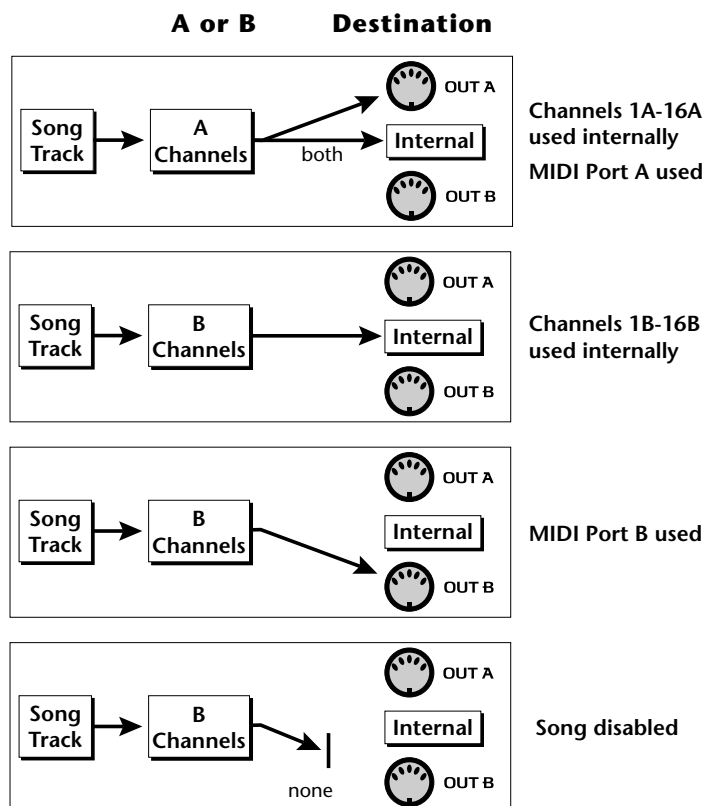 A or B Destination
OUT A
Song
Track
A
Channels
both
Internal
OUT B
Channels 1A-16A
used internally
MIDI Port A used
OUT A
Song
Track
B
Channels
Internal
OUT B
Channels 1B-16B
used internally
OUT A
Song
Track
B
Channels
Internal
OUT B
MIDI Port B used
OUT A
Song
Track
B
Channels
none
Internal
OUT B
Song disabled